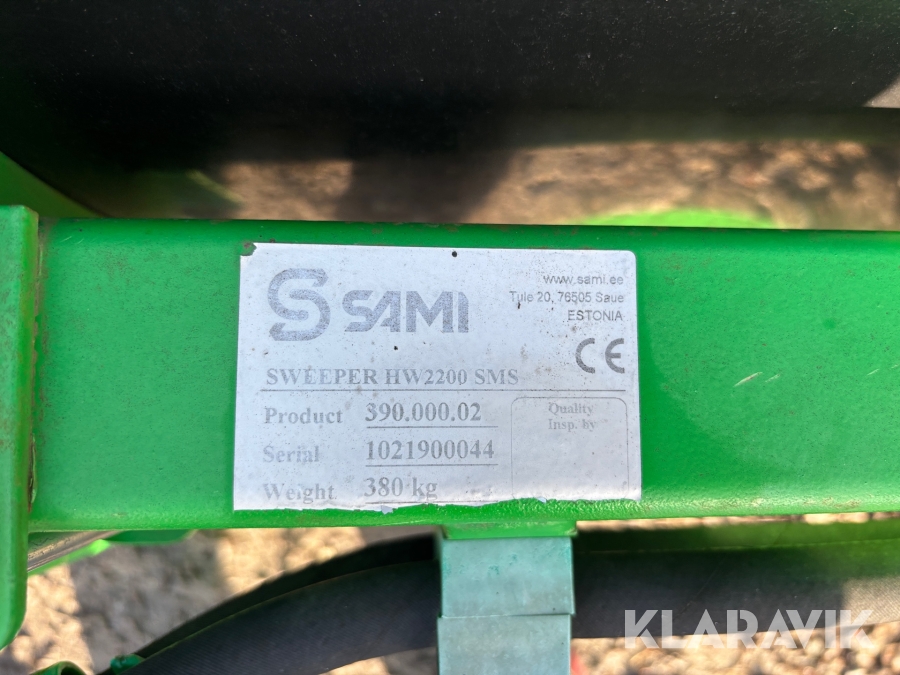 SAMI
www.sami.ee
Tule 20, 76505 Saue
ESTONIA
CE
SWEEPER HW2200 SMS
Product 390.000.02
Serial 1021900044
Weight 380 kg
Quality
Insp. by
KLARAVIK